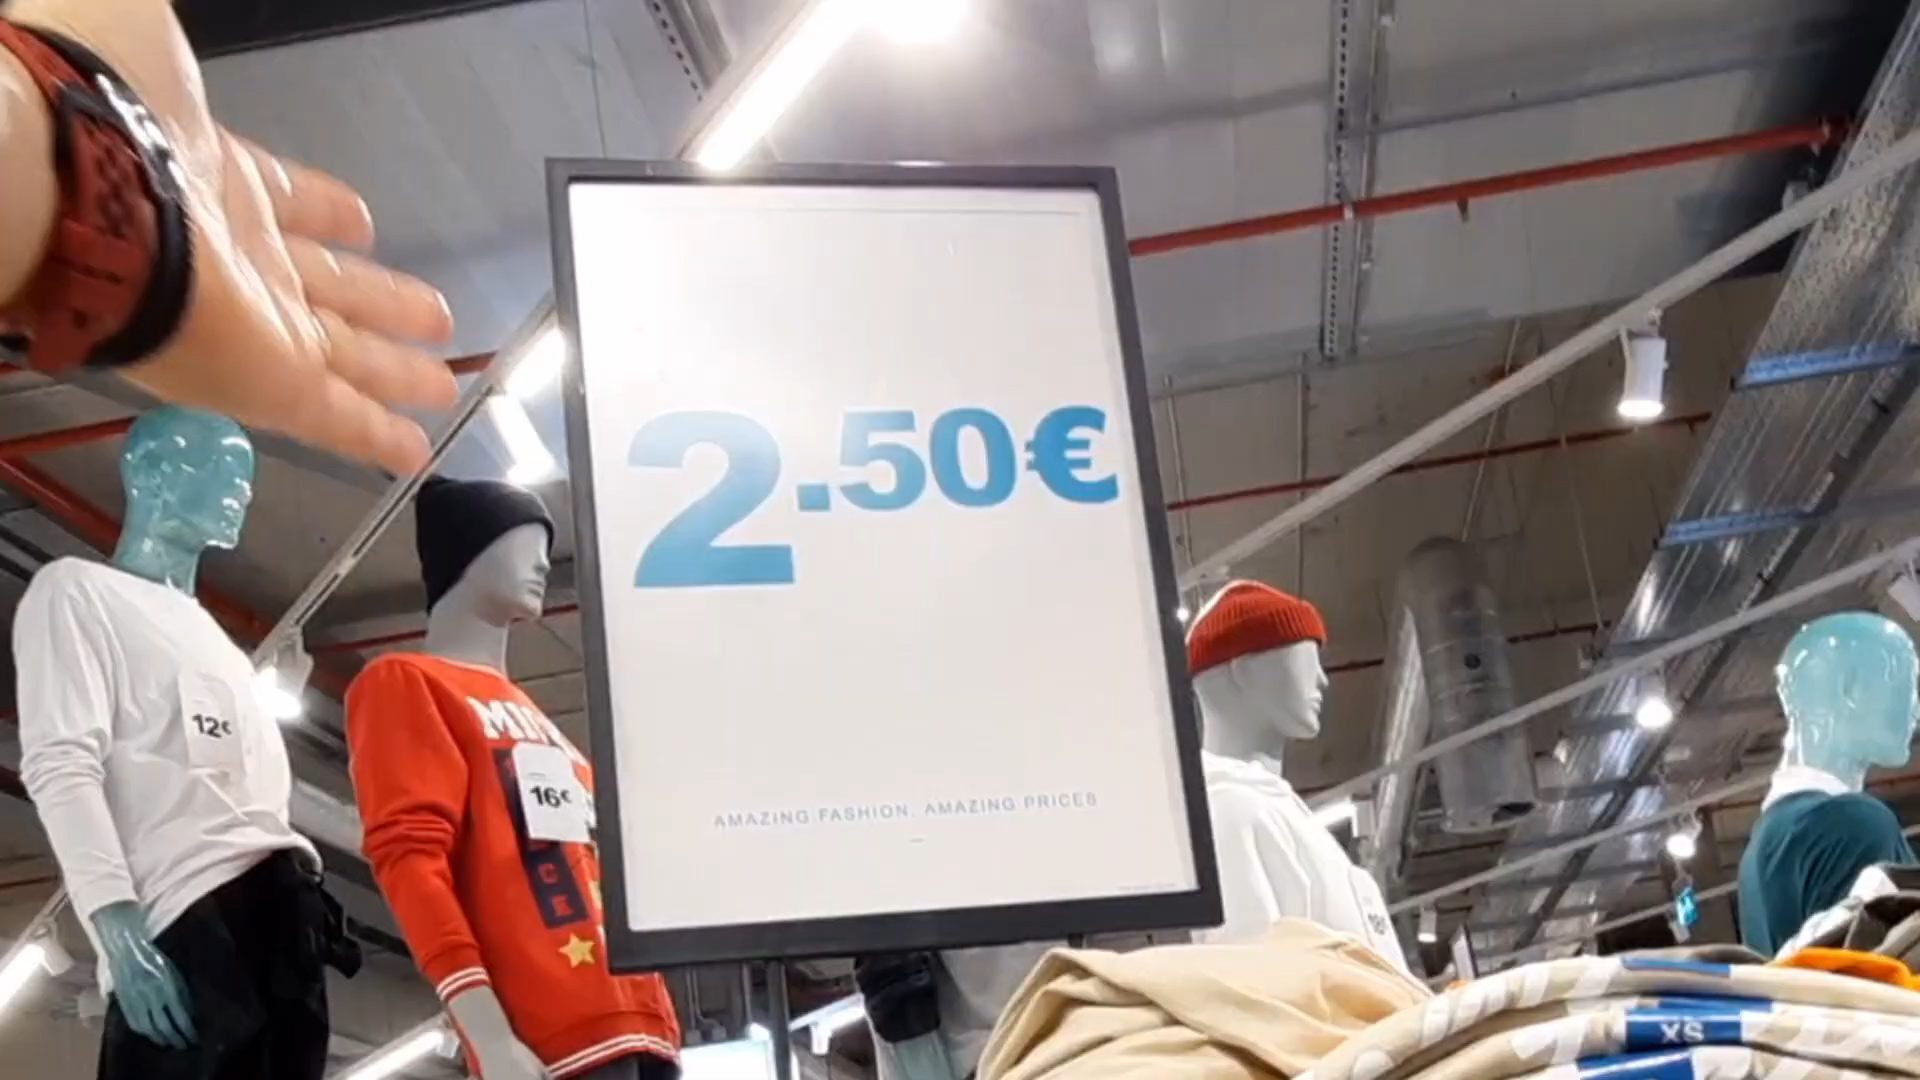 2.50€
AMAZING FASHION. AMAZING PRICES
12€
16€
XS